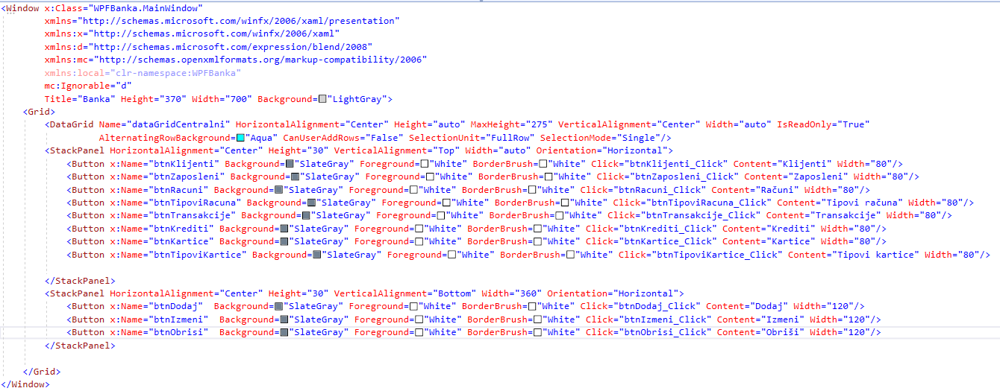 <Window x:Class="WPFBanka.MainWindow"
xmlns="http://schemas.microsoft.com/winfx/2006/xaml/presentation"
xmlns:x="http://schemas.microsoft.com/winfx/2006/xaml"
xmlns:d="http://schemas.microsoft.com/expression/blend/2008"
xmlns:mc="http://schemas.openxmlformats.org/markup-compatibility/2006"
xmlns:local="clr-namespace:WPFBanka"
mc:Ignorable="d"
Title="Banka" Height="370" Width="700" Background="LightGray">
<Grid>
<DataGrid Name="dataGridCentralni" HorizontalAlignment="Center" Height="auto" MaxHeight="275" VerticalAlignment="Center" Width="auto" IsReadOnly="True"
AlternatingRowBackground="Aqua" CanUserAddRows="False" SelectionUnit="FullRow" SelectionMode="Single"/>
<StackPanel HorizontalAlignment="Center" Height="30" VerticalAlignment="Top" Width="auto" Orientation="Horizontal">
<Button x:Name="btnKlijenti" Background="SlateGray" Foreground="White" BorderBrush="White" Click="btnKlijenti_Click" Content="Klijenti" Width="80"/>
<Button x:Name="btnZaposleni" Background="SlateGray" Foreground="White" BorderBrush="White" Click="btnZaposleni_Click" Content="Zaposleni" Width="80"/>
<Button x:Name="btnRacuni" Background="SlateGray" Foreground="White" BorderBrush="White" Click="btnRacuni_Click" Content="Računi" Width="80"/>
<Button x:Name="btnTipoviRacuna" Background="SlateGray" Foreground="White" BorderBrush="White" Click="btnTipoviRacuna_Click" Content="Tipovi računa" Width="80"/>
<Button x:Name="btnTransakcije" Background="SlateGray" Foreground="White" BorderBrush="White" Click="btnTransakcije_Click" Content="Transakcije" Width="80"/>
<Button x:Name="btnKrediti" Background="SlateGray" Foreground="White" BorderBrush="White" Click="btnKrediti_Click" Content="Krediti" Width="80"/>
<Button x:Name="btnKartice" Background="SlateGray" Foreground="White" BorderBrush="White" Click="btnKartice_Click" Content="Kartice" Width="80"/>
<Button x:Name="btnTipoviKartice" Background="SlateGray" Foreground="White" BorderBrush="White" Click="btnTipoviKartice_Click" Content="Tipovi kartice" Width="80"/>
</StackPanel>
<StackPanel HorizontalAlignment="Center" Height="30" VerticalAlignment="Bottom" Width="360" Orientation="Horizontal">
<Button x:Name="btnDodaj"  Background="SlateGray" Foreground="White" BorderBrush="White" Click="btnDodaj_Click" Content="Dodaj" Width="120"/>
<Button x:Name="btnIzmeni"  Background="SlateGray" Foreground="White" BorderBrush="White" Click="btnIzmeni_Click" Content="Izmeni" Width="120"/>
<Button x:Name="btnObrisi"  Background="SlateGray" Foreground="White" BorderBrush="White" Click="btnObrisi_Click" Content="Obriši" Width="120"/>
</StackPanel>
</Grid>
</Window>